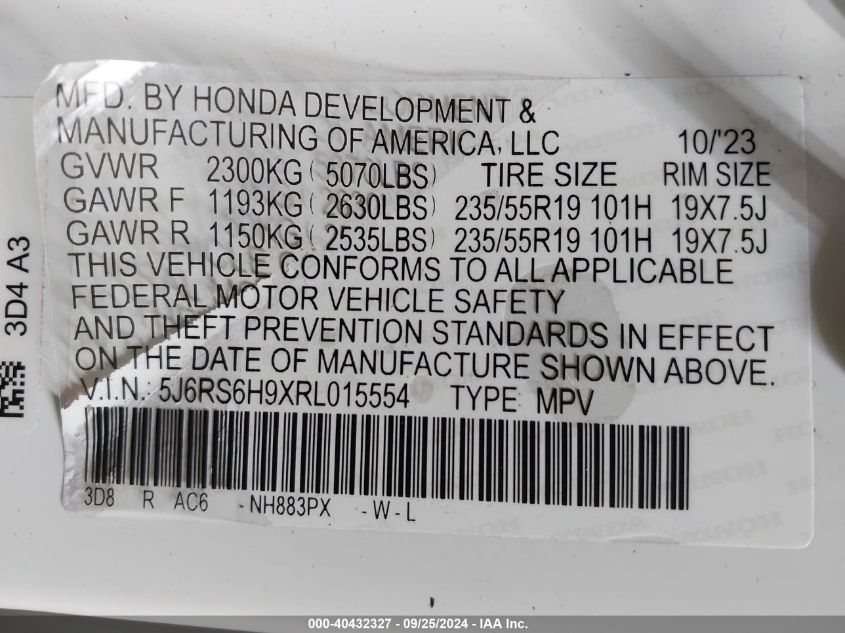 MFD. BY HONDA DEVELOPMENT &
MANUFACTURING OF AMERICA, LLC 10/'23
GVWR 2300KG (5070LBS) TIRE SIZE RIM SIZE
GAWR F 1193KG (2630LBS) 235/55R19 101H 19X7.5J
GAWR R 1150KG (2535LBS) 235/55R19 101H 19X7.5J
THIS VEHICLE CONFORMS TO ALL APPLICABLE
FEDERAL MOTOR VEHICLE SAFETY
AND THEFT PREVENTION STANDARDS IN EFFECT
ON THE DATE OF MANUFACTURE SHOWN ABOVE.
V.I.N. 5J6RS6H9XRL015554 TYPE MPV
3D8 R AC6 -NH883PX -W-L
3D4 A3
000-40432327 - 09/25/2024 - IAA Inc.